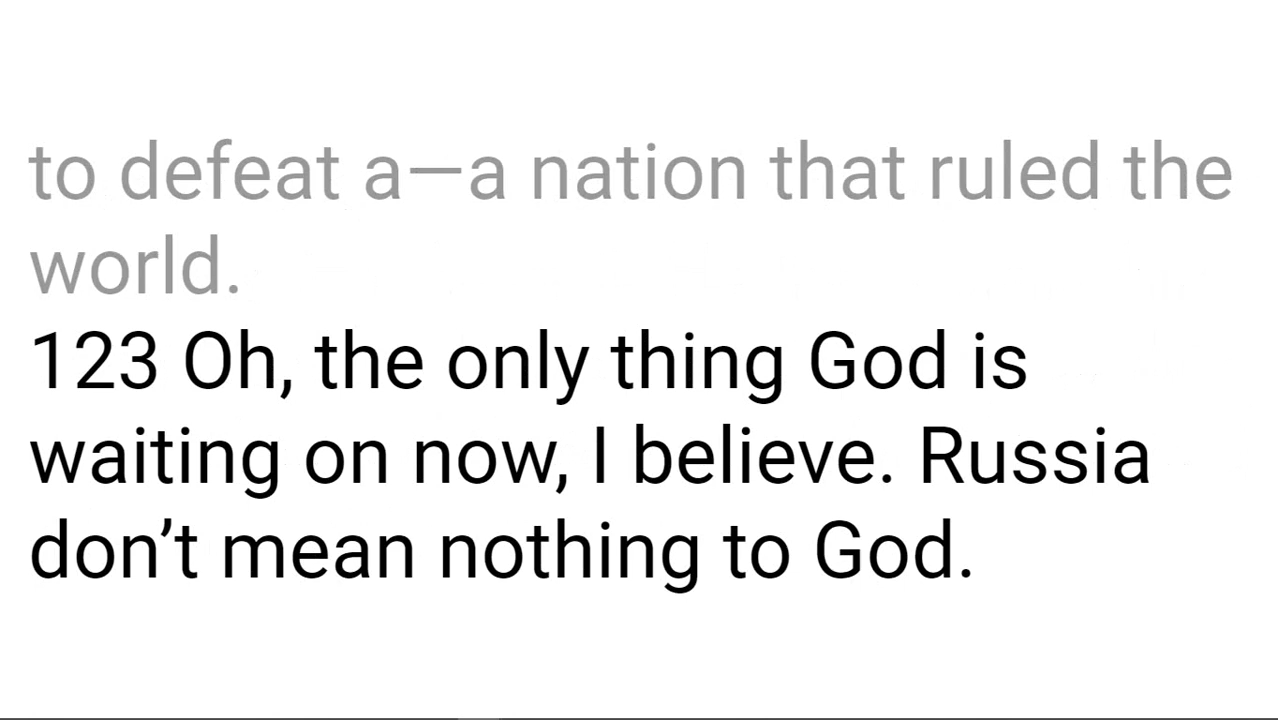 to defeat a—a nation that ruled the
world.
123 Oh, the only thing God is
waiting on now, I believe. Russia
don’t mean nothing to God.